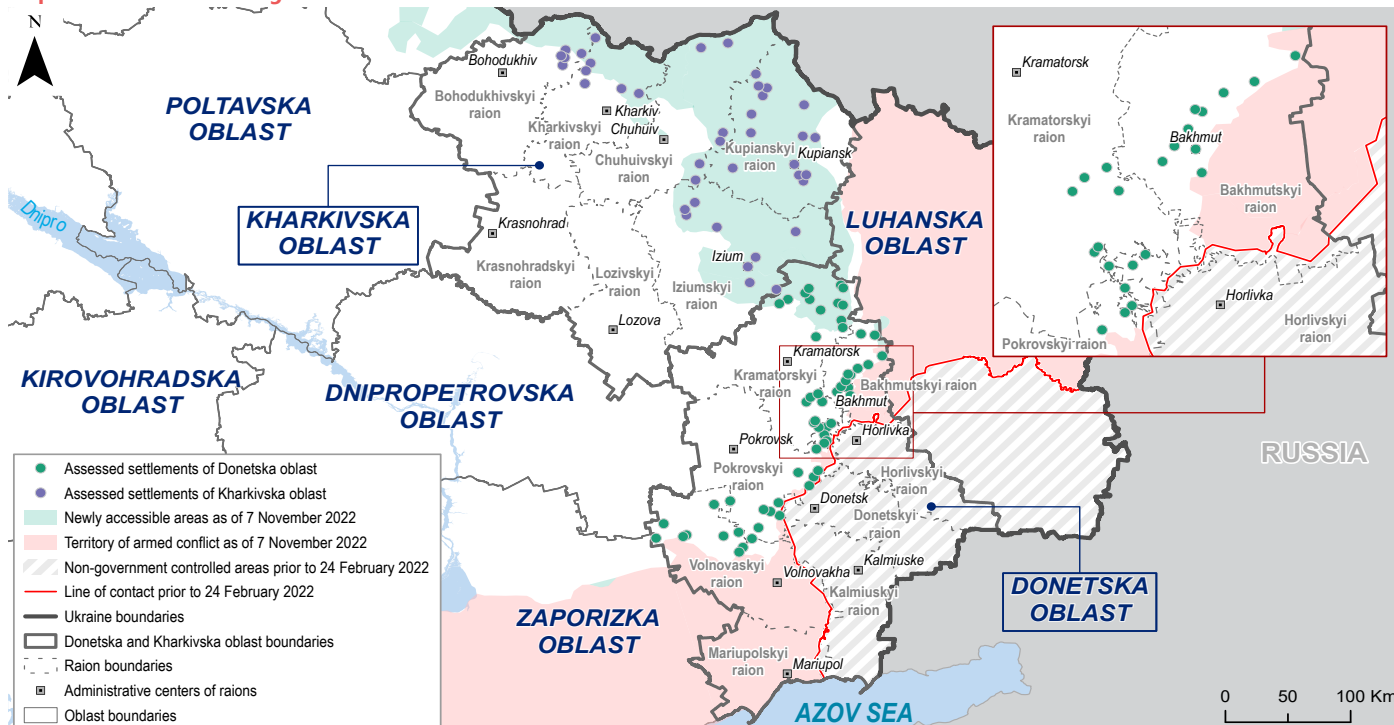 N
Bohodukhiv
Bohodukhivskyi
raion
POLTAVSKA
OBLAST
Kharkiv
Kharkivskyi
raion
Chuhuiv
Chuhuivskyi
raion
Kupianskyi
raion
Kupiansk
Dnipro
KHARKIVSKA
OBLAST
Krasnohrad
Krasnohradskyi
raion
Lozivskyi
raion
Lozova
Izium
Iziumskyi
raion
LUHANSKA
OBLAST
KIROVOHRADSKA
OBLAST
DNIPROPETROVSKA
OBLAST
Kramatorsk
Kramatorskyi
raion
Bakhmutskyi raion
Bakhmut
Horlivka
Pokrovsk
Pokrovskyi
raion
Horlivskyi
raion
Donetsk
Donetskyi
raion
Volnovaskyi
raion
Volnovakha
Kalmiuske
Kalmiuskyi
raion
DONETSKA
OBLAST
ZAPORIZKA
OBLAST
Mariupolskyi
raion
Mariupol
AZOV SEA
RUSSIA
Kramatorsk
Kramatorskyi
raion
Bakhmut
Bakhmutskyi
raion
Horlivka
Horlivskyi
raion
Pokrovskyi raion
Assessed settlements of Donetska oblast
Assessed settlements of Kharkivska oblast
Newly accessible areas as of 7 November 2022
Territory of armed conflict as of 7 November 2022
Non-government controlled areas prior to 24 February 2022
Line of contact prior to 24 February 2022
Ukraine boundaries
Donetska and Kharkivska oblast boundaries
Raion boundaries
Administrative centers of raions
Oblast boundaries
0 50 100 Km